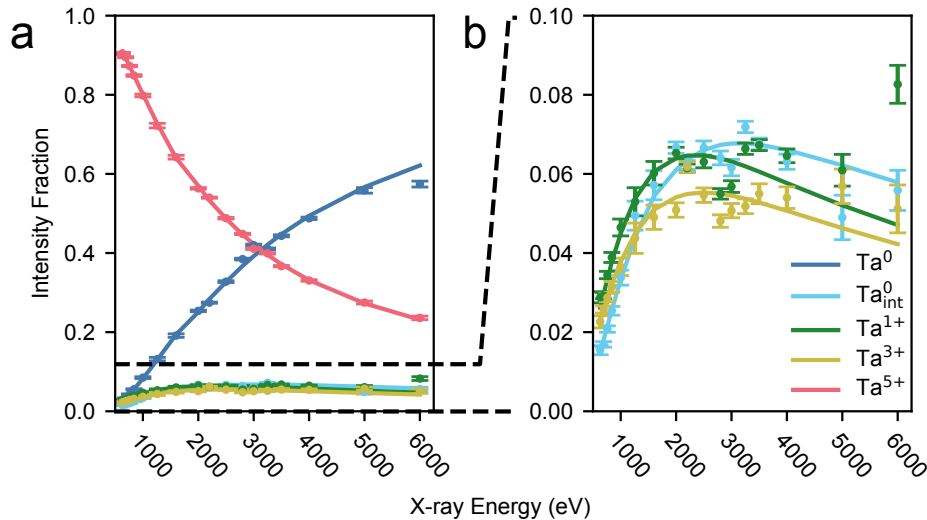 a
b
Intensity Fraction
1.0
0.8
0.6
0.4
0.2
0.0
1000
2000
3000
4000
5000
6000
0.10
0.08
0.06
0.04
0.02
0.00
1000
2000
3000
4000
5000
6000
Ta⁰
Ta⁰int
Ta¹⁺
Ta³⁺
Ta⁵⁺
X-ray Energy (eV)